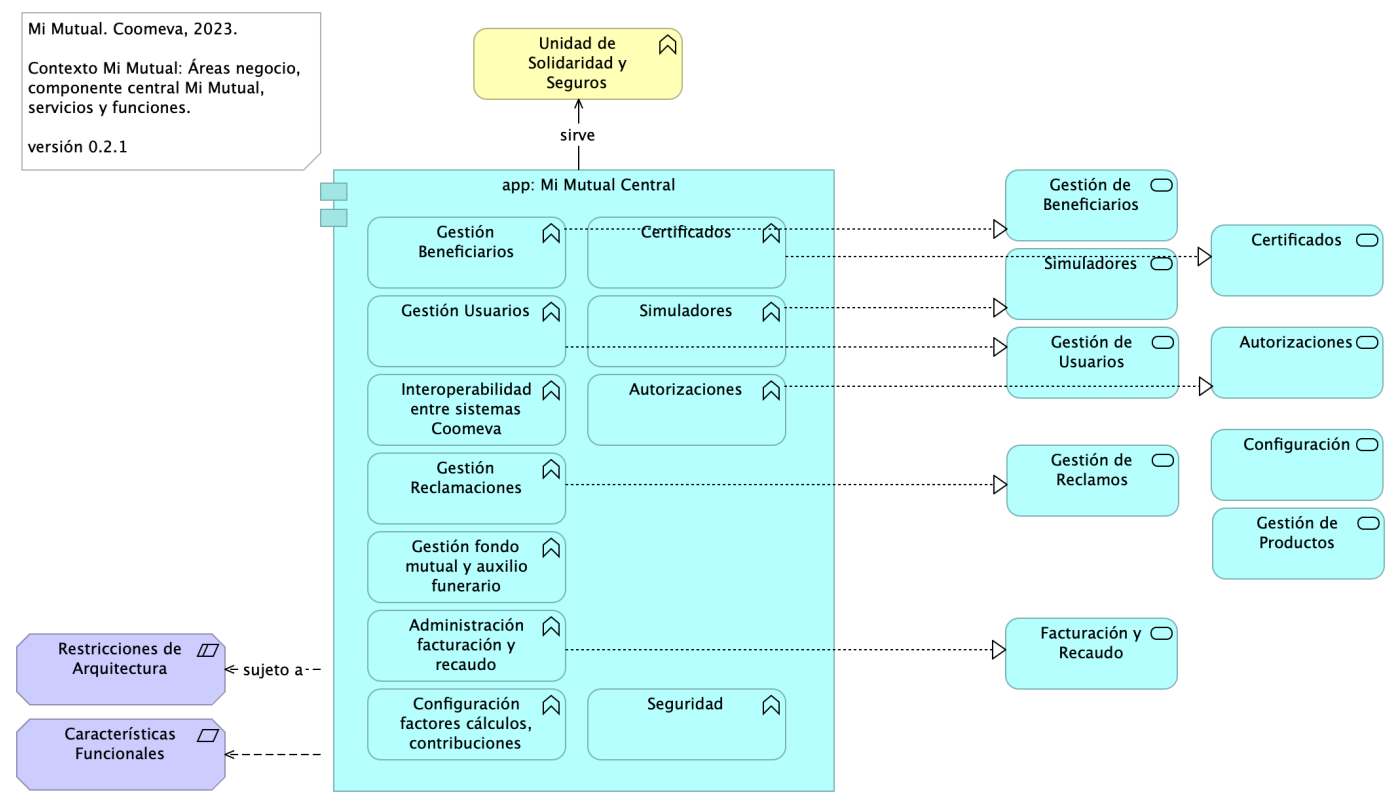 Mi Mutual. Coomeva, 2023.
Contexto Mi Mutual: Áreas negocio,
componente central Mi Mutual,
servicios y funciones.
versión 0.2.1
Unidad de
Solidaridad y
Seguros
sirve
app: Mi Mutual Central
Gestión
Beneficiarios
Certificados
Gestión Usuarios
Simuladores
Interoperabilidad
entre sistemas
Coomeva
Autorizaciones
Gestión
Reclamaciones
Gestión fondo
mutual y auxilio
funerario
Administración
facturación y
recaudo
Configuración
factores cálculos,
contribuciones
Seguridad
Gestión de
Beneficiarios
Certificados
Simuladores
Gestión de
Usuarios
Autorizaciones
Gestión de
Reclamos
Configuración
Gestión de
Productos
Facturación y
Recaudo
Restricciones de
Arquitectura
sujeto a
Características
Funcionales